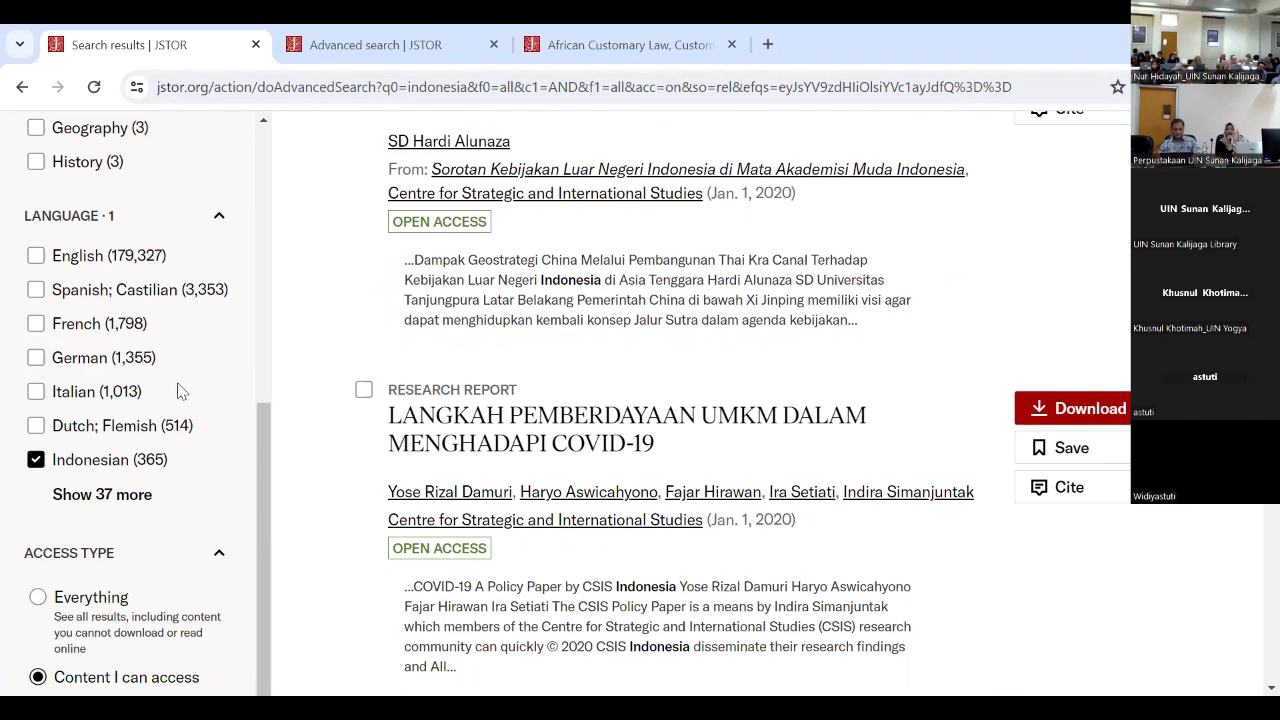 Search results | JSTOR
Advanced search | JSTOR
African Customary Law, Custom
jstor.org/action/doAdvancedSearch?q0=indonesia&f0=all&c1=AND&f1=all&acc=on&so=rel&efqs=eyJsYV9zdHIiOlsiYVc1ayJdfQ%3D%3D
Geography (3)
History (3)
LANGUAGE · 1
English (179,327)
Spanish; Castilian (3,353)
French (1,798)
German (1,355)
Italian (1,013)
Dutch; Flemish (514)
Indonesian (365)
Show 37 more
ACCESS TYPE
Everything
See all results, including content
you cannot download or read
online
Content I can access
Cite
SD Hardi Alunaza
From: Sorotan Kebijakan Luar Negeri Indonesia di Mata Akademisi Muda Indonesia,
Centre for Strategic and International Studies (Jan. 1, 2020)
OPEN ACCESS
...Dampak Geostrategi China Melalui Pembangunan Thai Kra Canal Terhadap
Kebijakan Luar Negeri Indonesia di Asia Tenggara Hardi Alunaza SD Universitas
Tanjungpura Latar Belakang Pemerintah China di bawah Xi Jinping memiliki visi agar
dapat menghidupkan kembali konsep Jalur Sutra dalam agenda kebijakan...
RESEARCH REPORT
LANGKAH PEMBERDAYAAN UMKM DALAM
MENGHADAPI COVID-19
Yose Rizal Damuri, Haryo Aswicahyono, Fajar Hirawan, Ira Setiati, Indira Simanjuntak
Centre for Strategic and International Studies (Jan. 1, 2020)
OPEN ACCESS
...COVID-19 A Policy Paper by CSIS Indonesia Yose Rizal Damuri Haryo Aswicahyono
Fajar Hirawan Ira Setiati The CSIS Policy Paper is a means by Indira Simanjuntak
which members of the Centre for Strategic and International Studies (CSIS) research
community can quickly © 2020 CSIS Indonesia disseminate their research findings
and All...
Download
Save
Cite
Nur Hidayah_UIN Sunan Kalijaga
Perpustakaan UIN Sunan Kalijaga
UIN Sunan Kalijag...
UIN Sunan Kalijaga Library
Khusnul Khotima...
Khusnul Khotimah_UIN Yogya
astuti
astuti
Widiyastuti